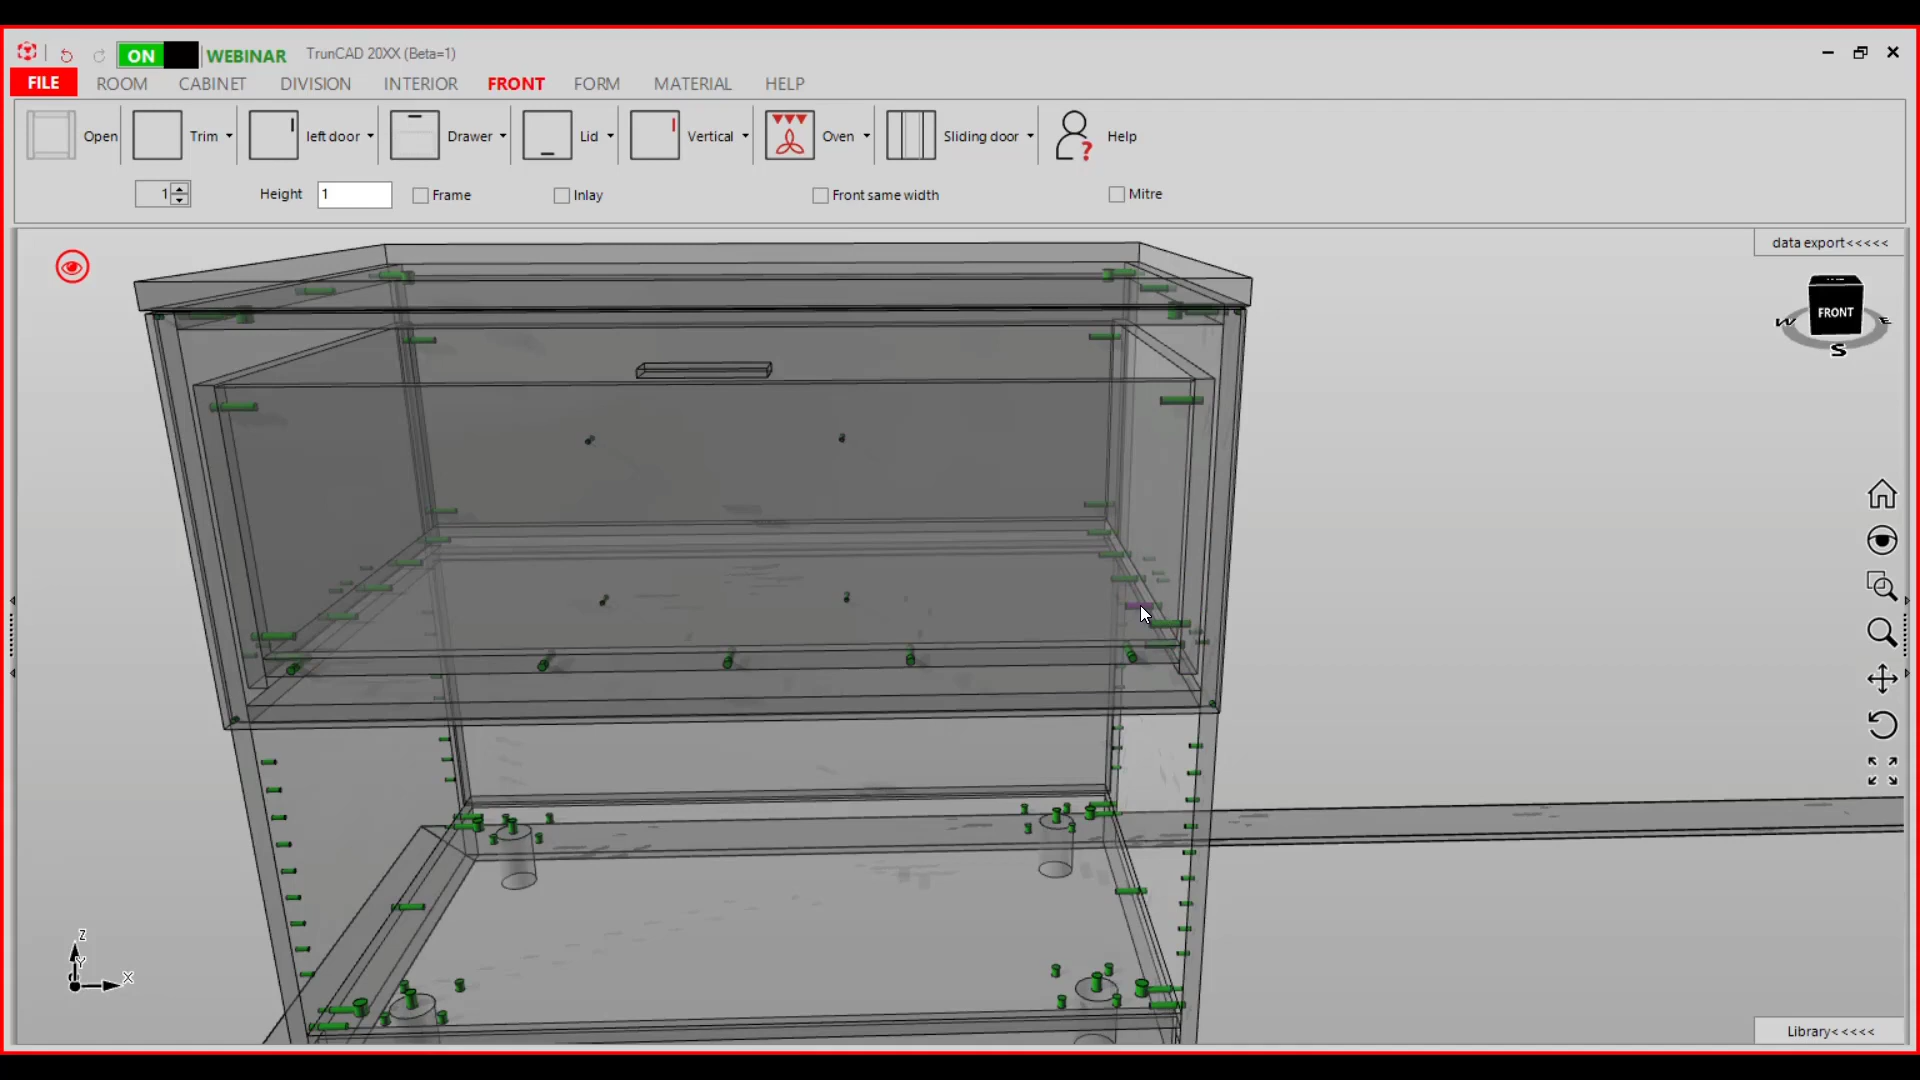 ON WEBINAR TrunCAD 20XX (Beta=1)
FILE ROOM CABINET DIVISION INTERIOR FRONT FORM MATERIAL HELP
Open Trim left door Drawer Lid Vertical Oven Sliding door ? Help
1 Height 1 Frame Inlay Front same width Mitre
data export<<<<<
FRONT
W E
S
Z
Y
X
Library<<<<<